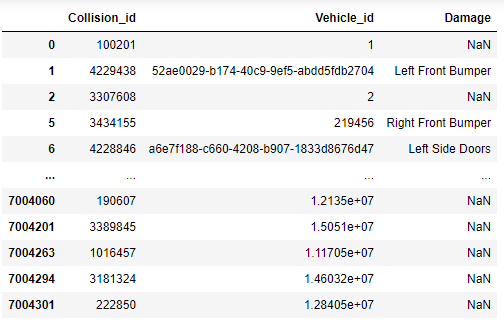 Collision_id Vehicle_id Damage
0 100201 1 NaN
1 4229438 52ae0029-b174-40c9-9ef5-abdd5fdb2704 Left Front Bumper
2 3307608 2 NaN
5 3434155 219456 Right Front Bumper
6 4228846 a6e7f188-c660-4208-b907-1833d8676d47 Left Side Doors
... ... ... ...
7004060 190607 1.2135e+07 NaN
7004201 3389845 1.5051e+07 NaN
7004263 1016457 1.11705e+07 NaN
7004294 3181324 1.46032e+07 NaN
7004301 222850 1.28405e+07 NaN